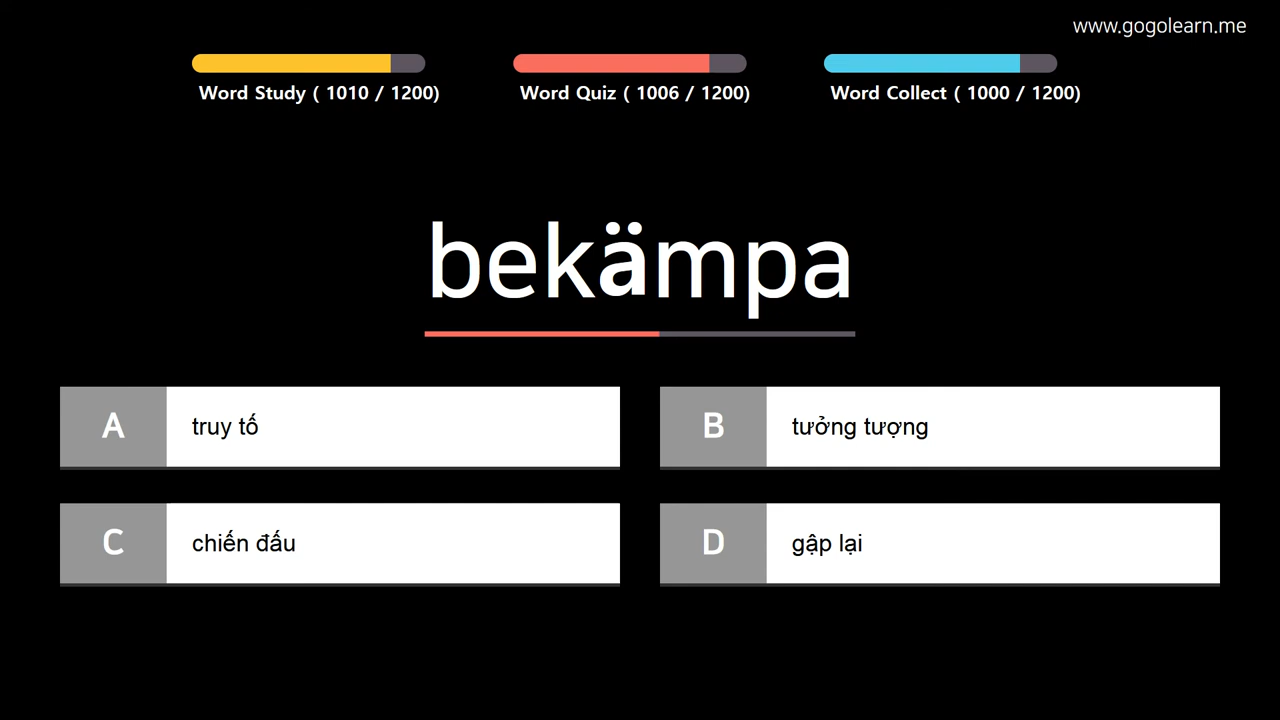 www.gogolearn.me
Word Study ( 1010 / 1200)
Word Quiz ( 1006 / 1200)
Word Collect ( 1000 / 1200)
bekämpa
A truy tố
B tưởng tượng
C chiến đấu
D gập lại